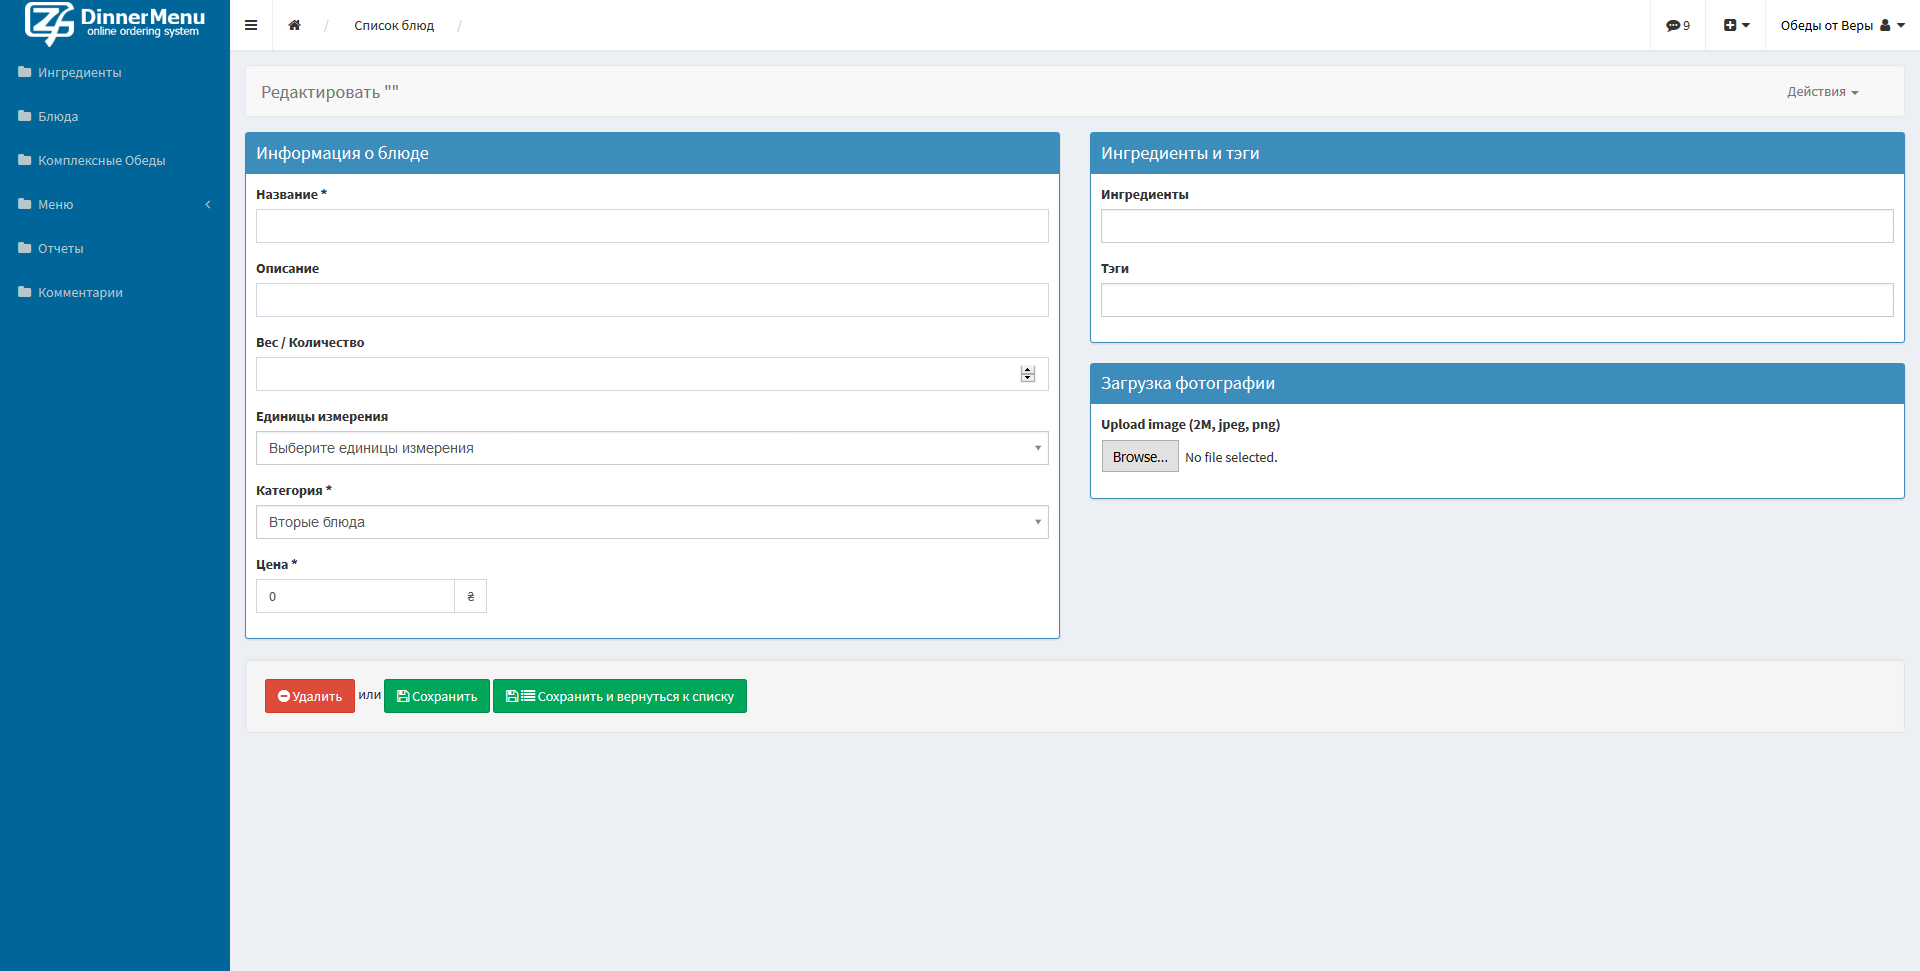 DinnerMenu
online ordering system
/ Список блюд /
9
Обеды от Веры
Ингредиенты
Блюда
Комплексные Обеды
Меню
Отчеты
Комментарии
Редактировать ""
Действия
Информация о блюде
Название *
Описание
Вес / Количество
Единицы измерения
Выберите единицы измерения
Категория *
Вторые блюда
Цена *
0 ₴
Ингредиенты и тэги
Ингредиенты
Тэги
Загрузка фотографии
Upload image (2M, jpeg, png)
Browse... No file selected.
Удалить или Сохранить Сохранить и вернуться к списку